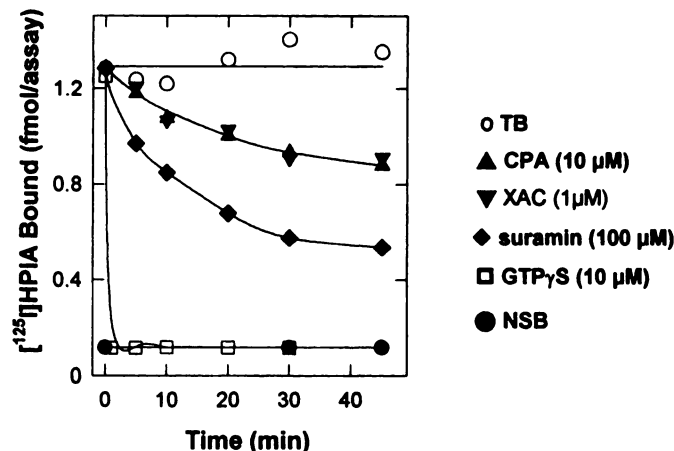 [¹²⁵I]HPIA Bound (fmol/assay)
1.2
0.8
0.4
0
0 10 20 30 40
Time (min)
TB
CPA (10 µM)
XAC (1µM)
suramin (100 µM)
GTPγS (10 µM)
NSB